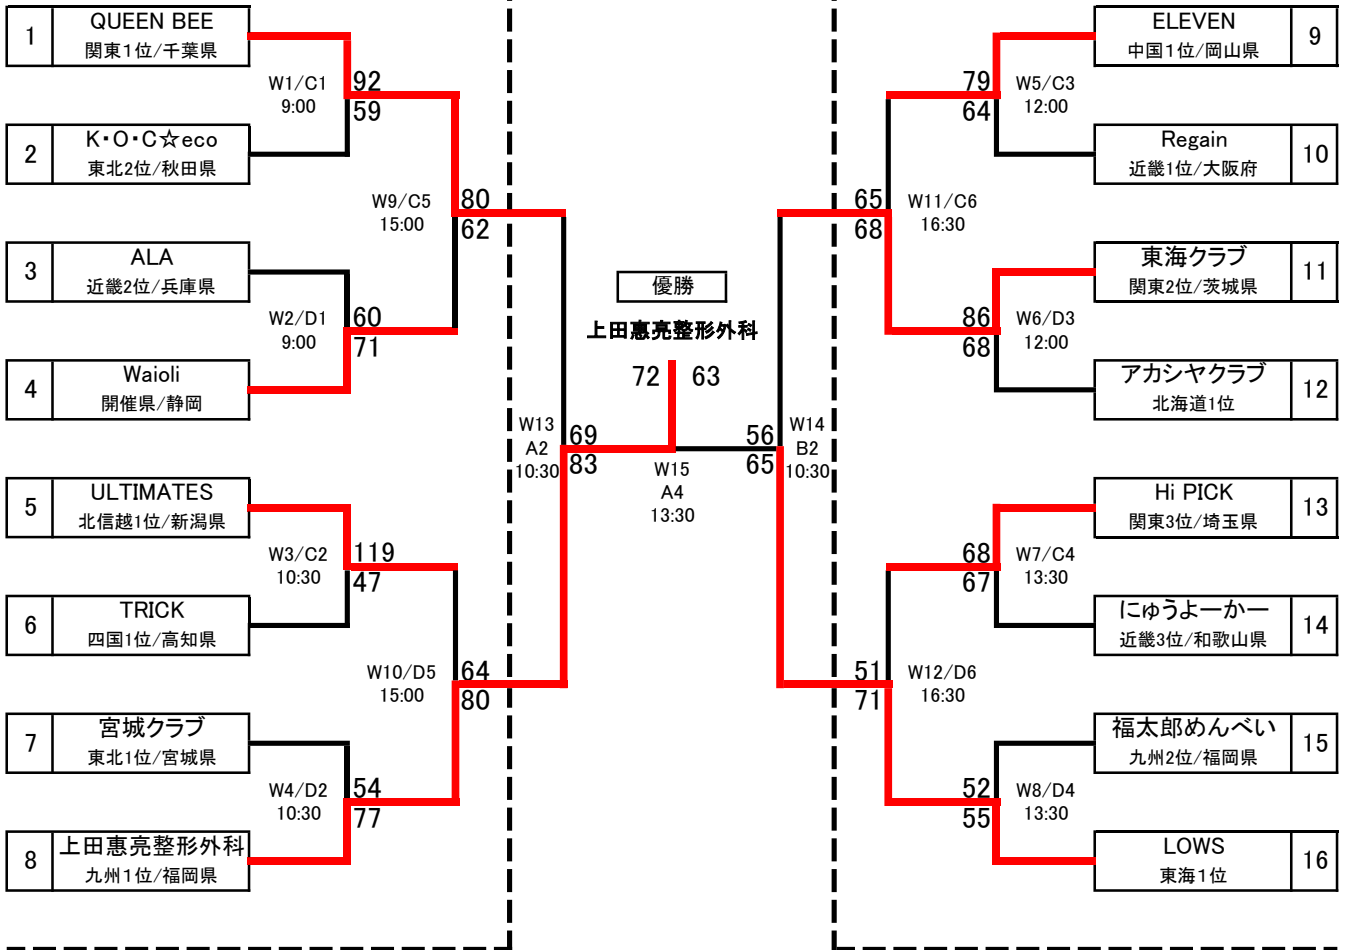 1
QUEEN BEE
関東1位/千葉県
W1/C1
9:00
92
59
2
K・O・C☆eco
東北2位/秋田県
W9/C5
15:00
80
62
3
ALA
近畿2位/兵庫県
W2/D1
9:00
60
71
4
Waioli
開催県/静岡
W13
A2
10:30
69
83
5
ULTIMATES
北信越1位/新潟県
W3/C2
10:30
119
47
6
TRICK
四国1位/高知県
W10/D5
15:00
64
80
7
宮城クラブ
東北1位/宮城県
W4/D2
10:30
54
77
8
上田惠亮整形外科
九州1位/福岡県
優勝
上田惠亮整形外科
72
63
W15
A4
13:30
ELEVEN
中国1位/岡山県
9
79
64
W5/C3
12:00
Regain
近畿1位/大阪府
10
65
68
W11/C6
16:30
東海クラブ
関東2位/茨城県
11
86
68
W6/D3
12:00
アカシヤクラブ
北海道1位
12
56
65
W14
B2
10:30
Hi PICK
関東3位/埼玉県
13
68
67
W7/C4
13:30
にゅうよーかー
近畿3位/和歌山県
14
51
71
W12/D6
16:30
福太郎めんべい
九州2位/福岡県
15
52
55
W8/D4
13:30
LOWS
東海1位
16